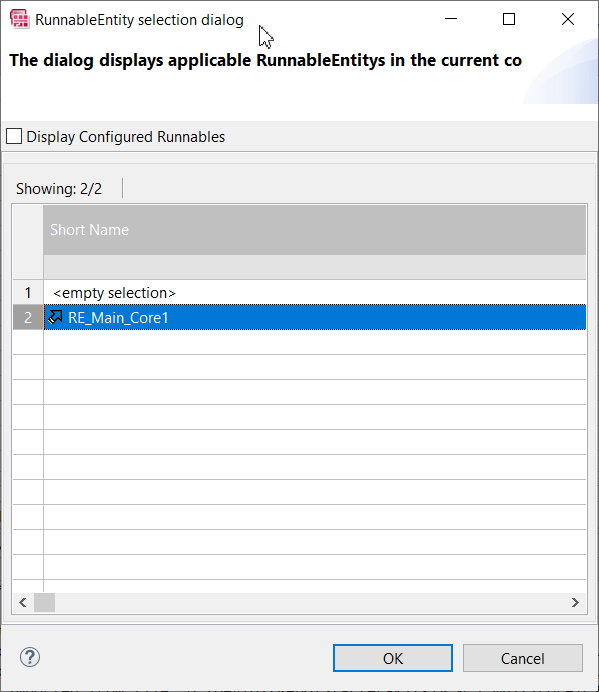 RunnableEntity selection dialog
The dialog displays applicable RunnableEntitys in the current co
Display Configured Runnables
Showing: 2/2
Short Name
1 <empty selection>
2 RE_Main_Core1
OK
Cancel